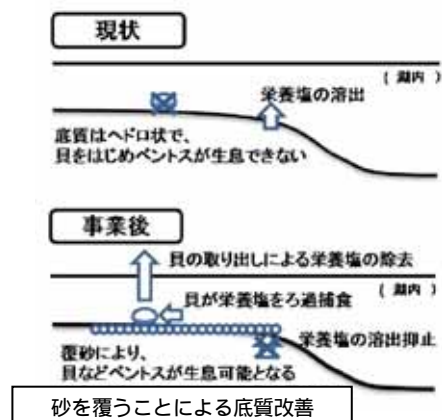 現状
(湖内)
栄養塩の溶出
底質はヘドロ状で、
貝をはじめベントスが生息できない
事業後
貝の取り出しによる栄養塩の除去
(湖内)
貝が栄養塩をろ過捕食
栄養塩の溶出抑止
覆砂により、
貝などベントスが生息可能となる
砂を覆うことによる底質改善